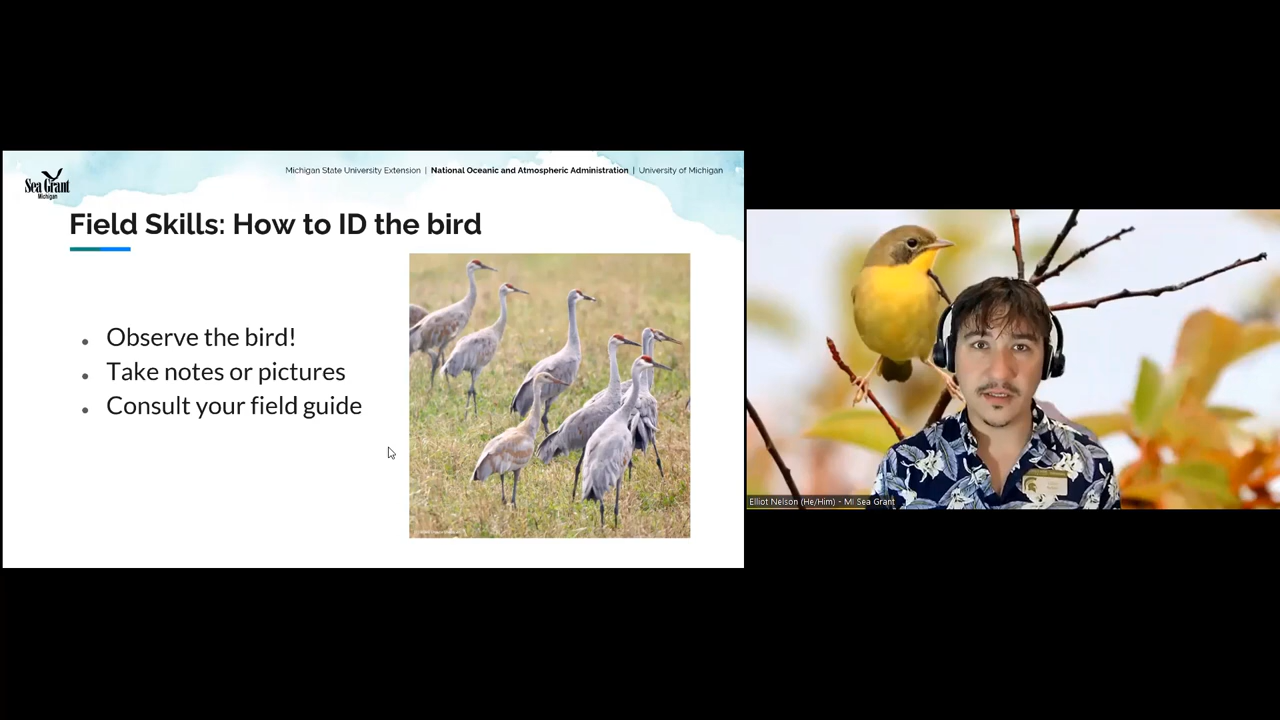 Sea Grant
Michigan
Michigan State University Extension | National Oceanic and Atmospheric Administration | University of Michigan
Field Skills: How to ID the bird
• Observe the bird!
• Take notes or pictures
• Consult your field guide
Elliot Nelson (He/Him) - MI Sea Grant